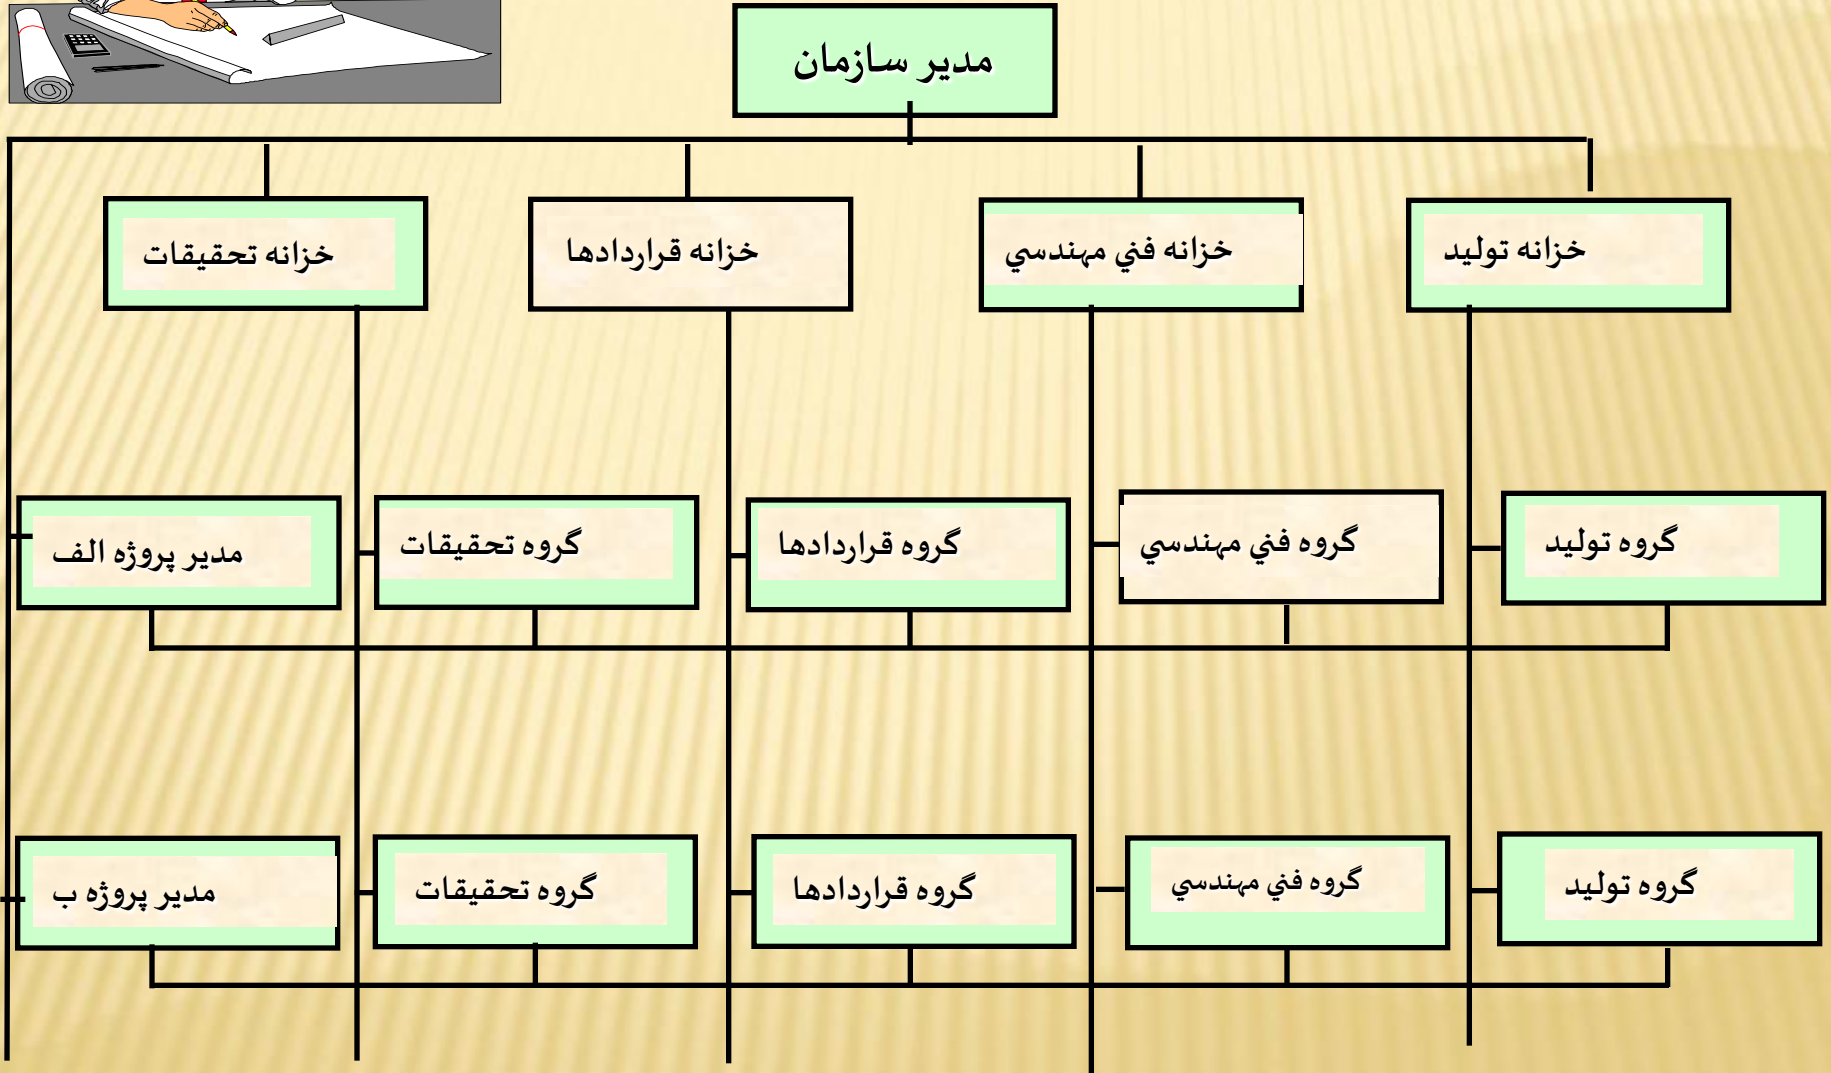 مدير سازمان
خزانه توليد
خزانه فني مهندسي
خزانه قراردادها
خزانه تحقيقات
گروه توليد
گروه فني مهندسي
گروه قراردادها
گروه تحقيقات
مدير پروژه الف
گروه توليد
گروه فني مهندسي
گروه قراردادها
گروه تحقيقات
مدير پروژه ب